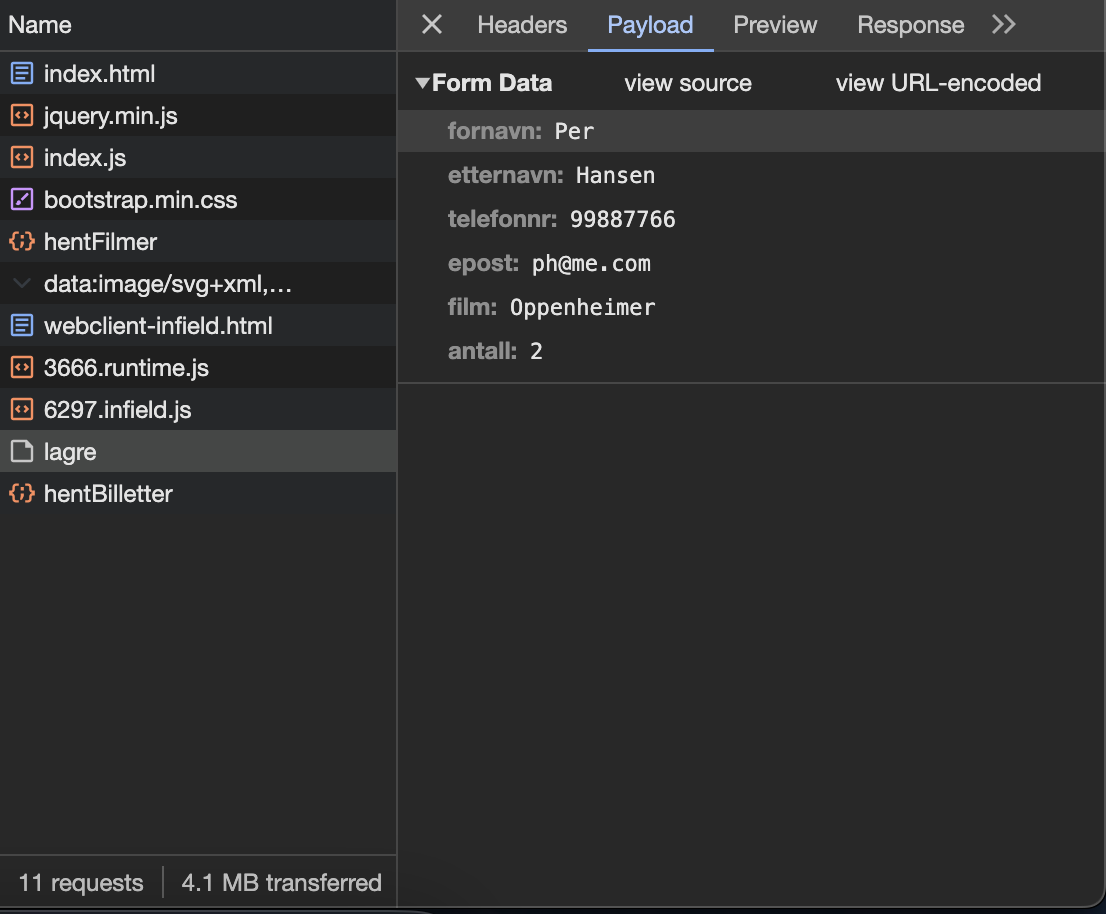 Name
index.html
jquery.min.js
index.js
bootstrap.min.css
hentFilmer
data:image/svg+xml,…
webclient-infield.html
3666.runtime.js
6297.infield.js
lagre
hentBilletter
11 requests
4.1 MB transferred
Headers Payload Preview Response
Form Data view source view URL-encoded
fornavn: Per
etternavn: Hansen
telefonnr: 99887766
epost: ph@me.com
film: Oppenheimer
antall: 2